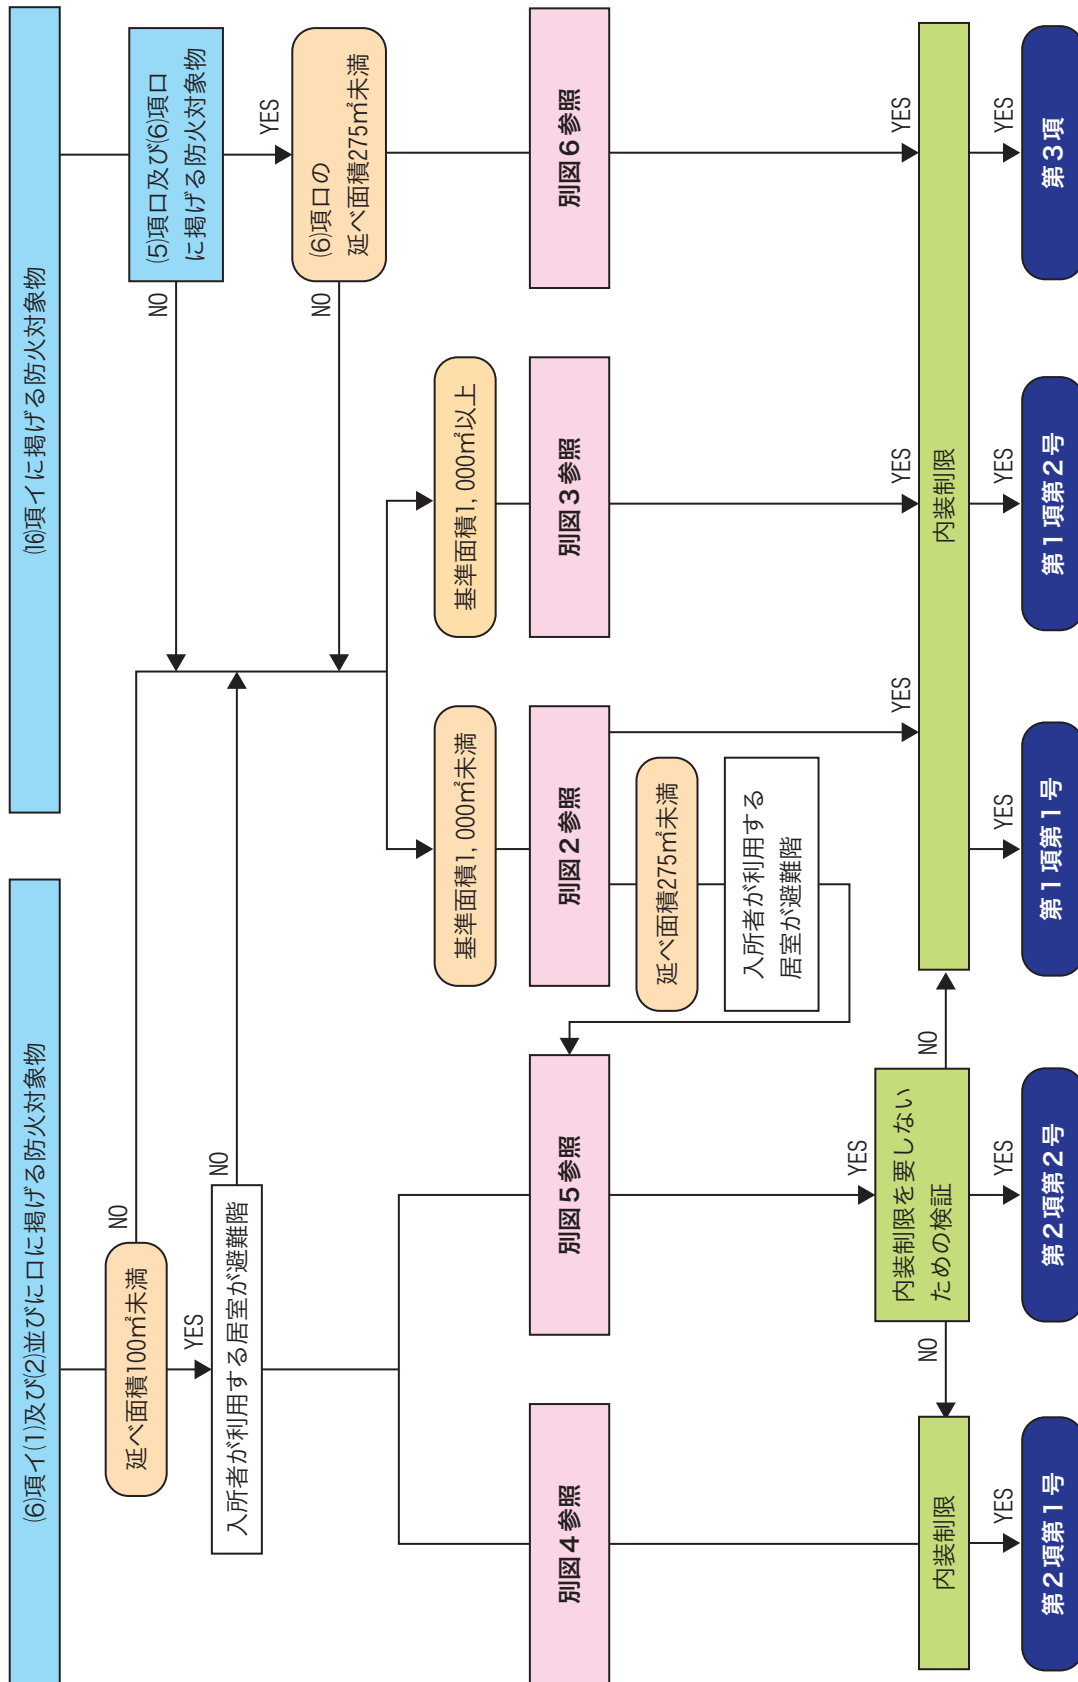 (6)項イ(1)及び(2)並びに口に掲げる防火対象物
⒃項イに掲げる防火対象物
延べ面積100㎡未満
NO
YES
入所者が利用する居室が避難階
NO
(5)項口及び(6)項口
に掲げる防火対象物
NO
YES
(6)項口の
延べ面積275㎡未満
NO
基準面積1,000㎡未満
基準面積1,000㎡以上
別図4参照
別図5参照
別図2参照
別図3参照
別図6参照
延べ面積275㎡未満
入所者が利用する
居室が避難階
YES
YES
YES
YES
内装制限を要しない
ための検証
NO
NO
内装制限
内装制限
YES
YES
YES
YES
YES
第2項第1号
第2項第2号
第1項第1号
第1項第2号
第3項